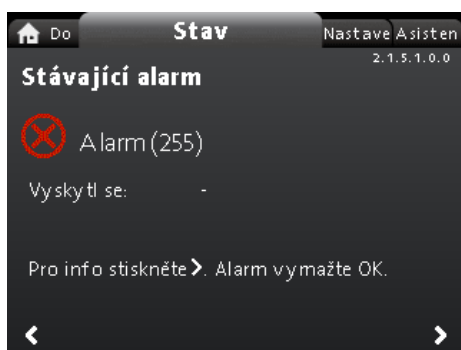 Do Stav Nastave Asisten
2.1.5.1.0.0
Stávající alarm
Alarm (255)
Vyskytl se: -
Pro info stiskněte >. Alarm vymažte OK.
< >